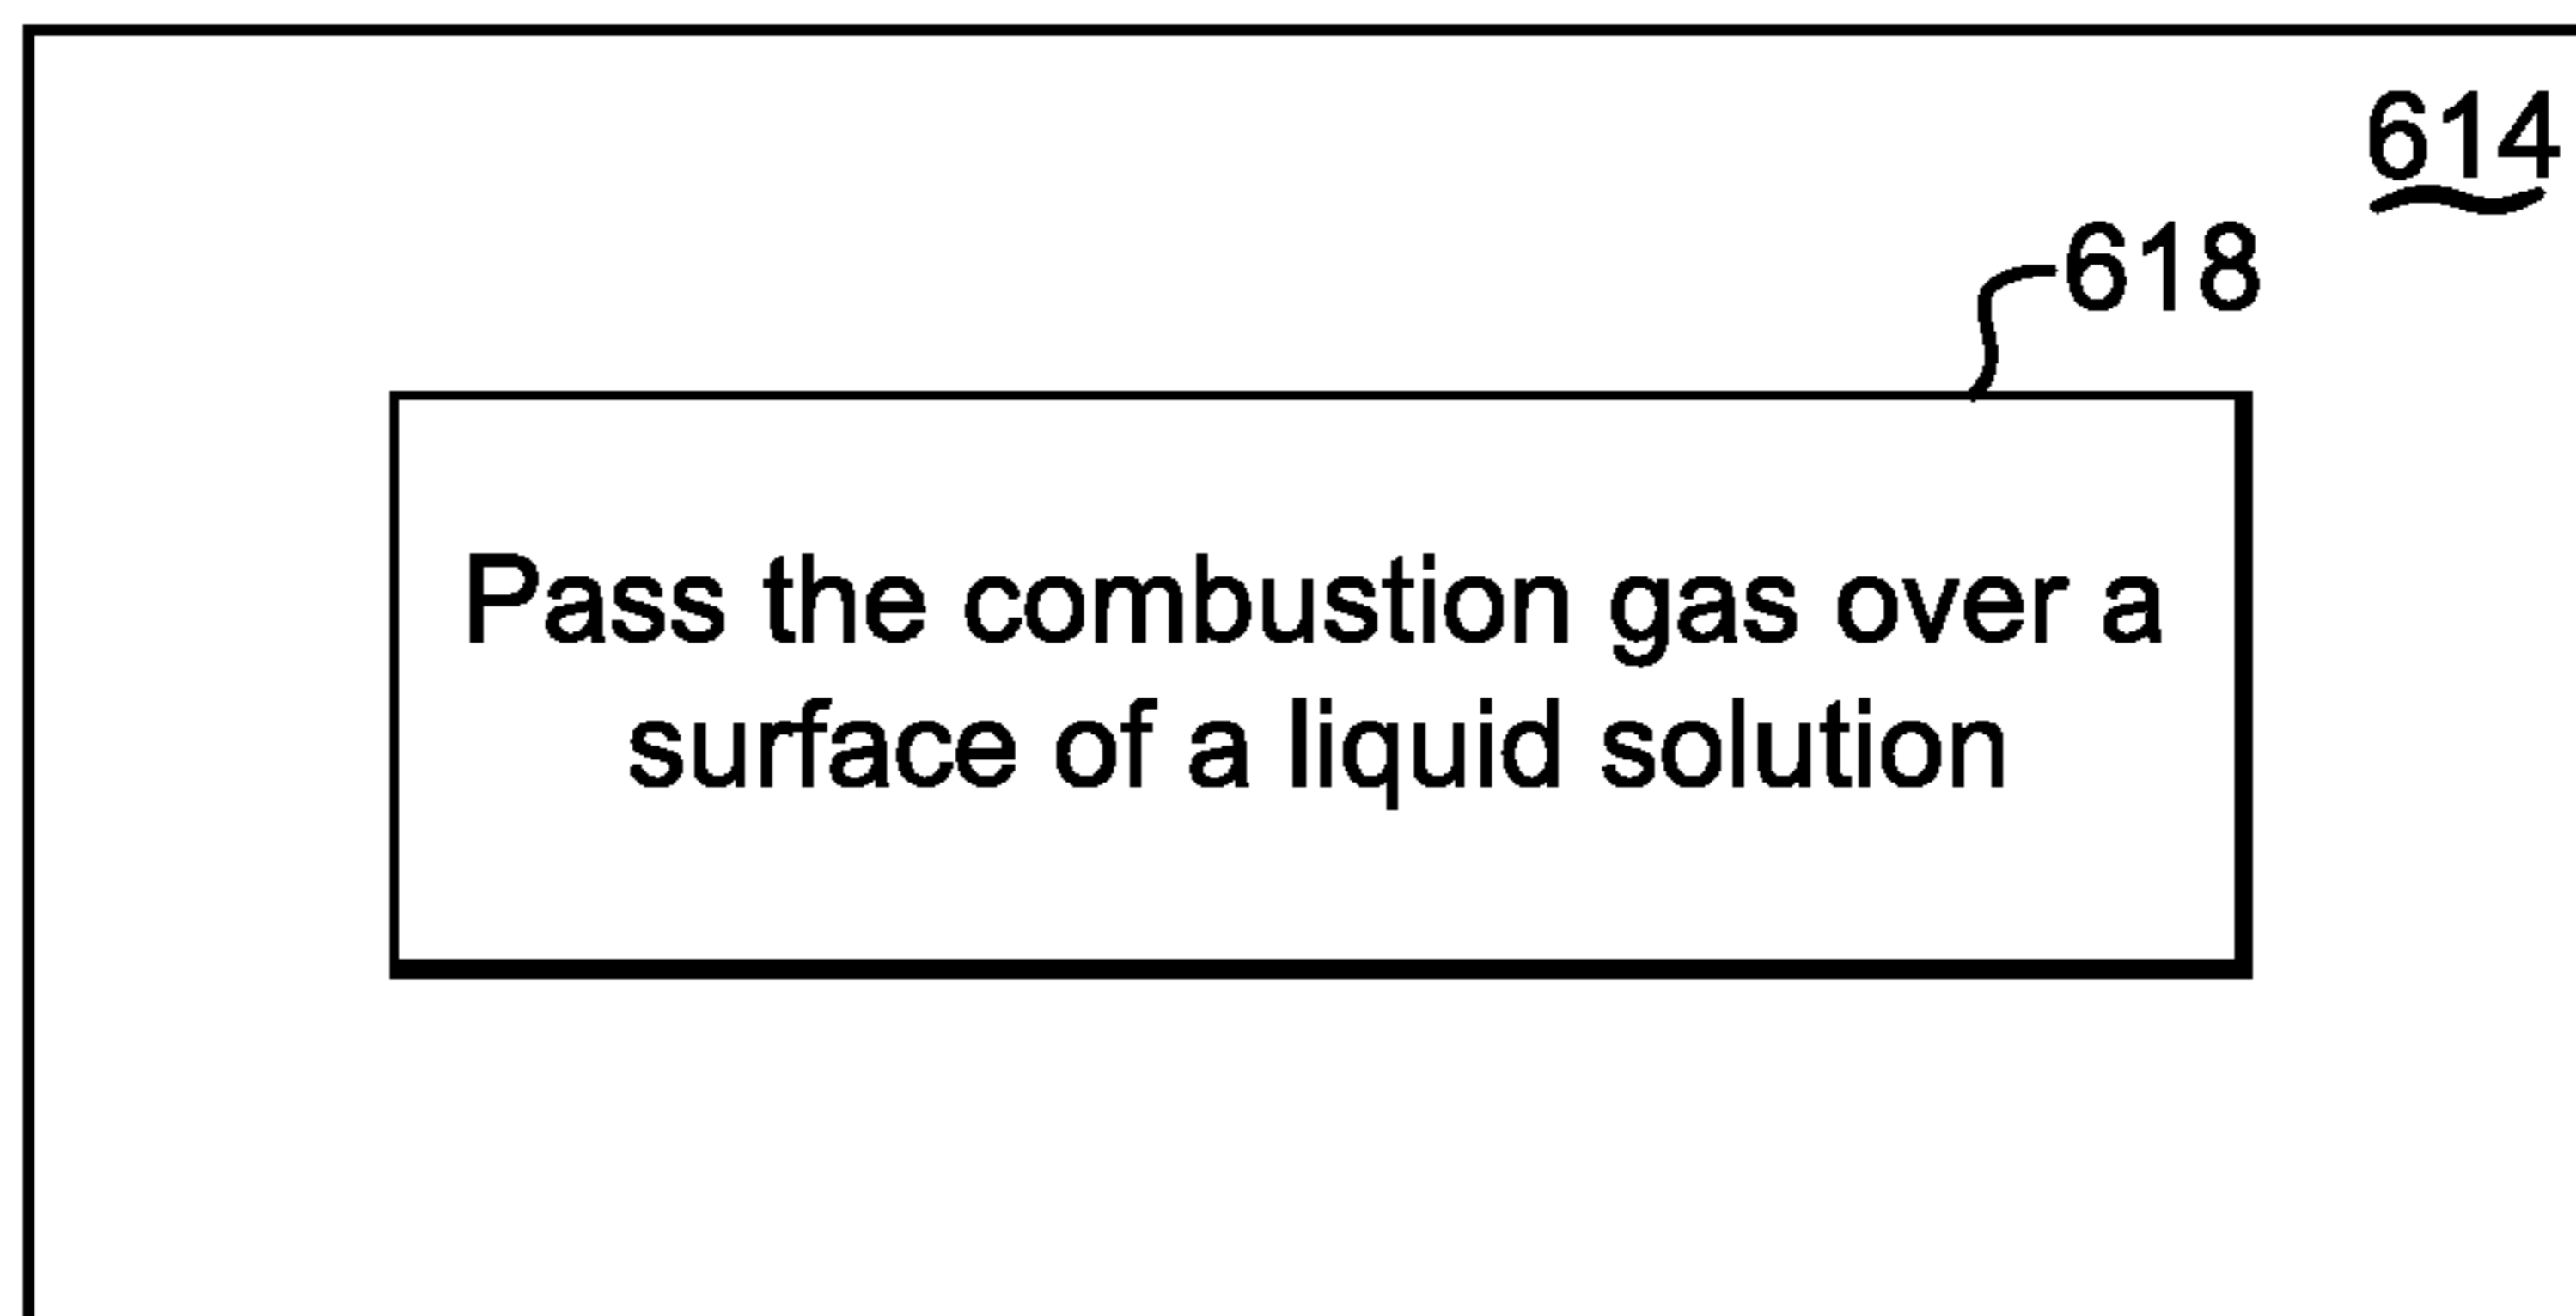 614
618
Pass the combustion gas over a
surface of a liquid solution